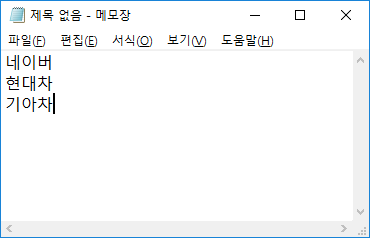 제목 없음 - 메모장
파일(F) 편집(E) 서식(O) 보기(V) 도움말(H)
네이버
현대차
기아차